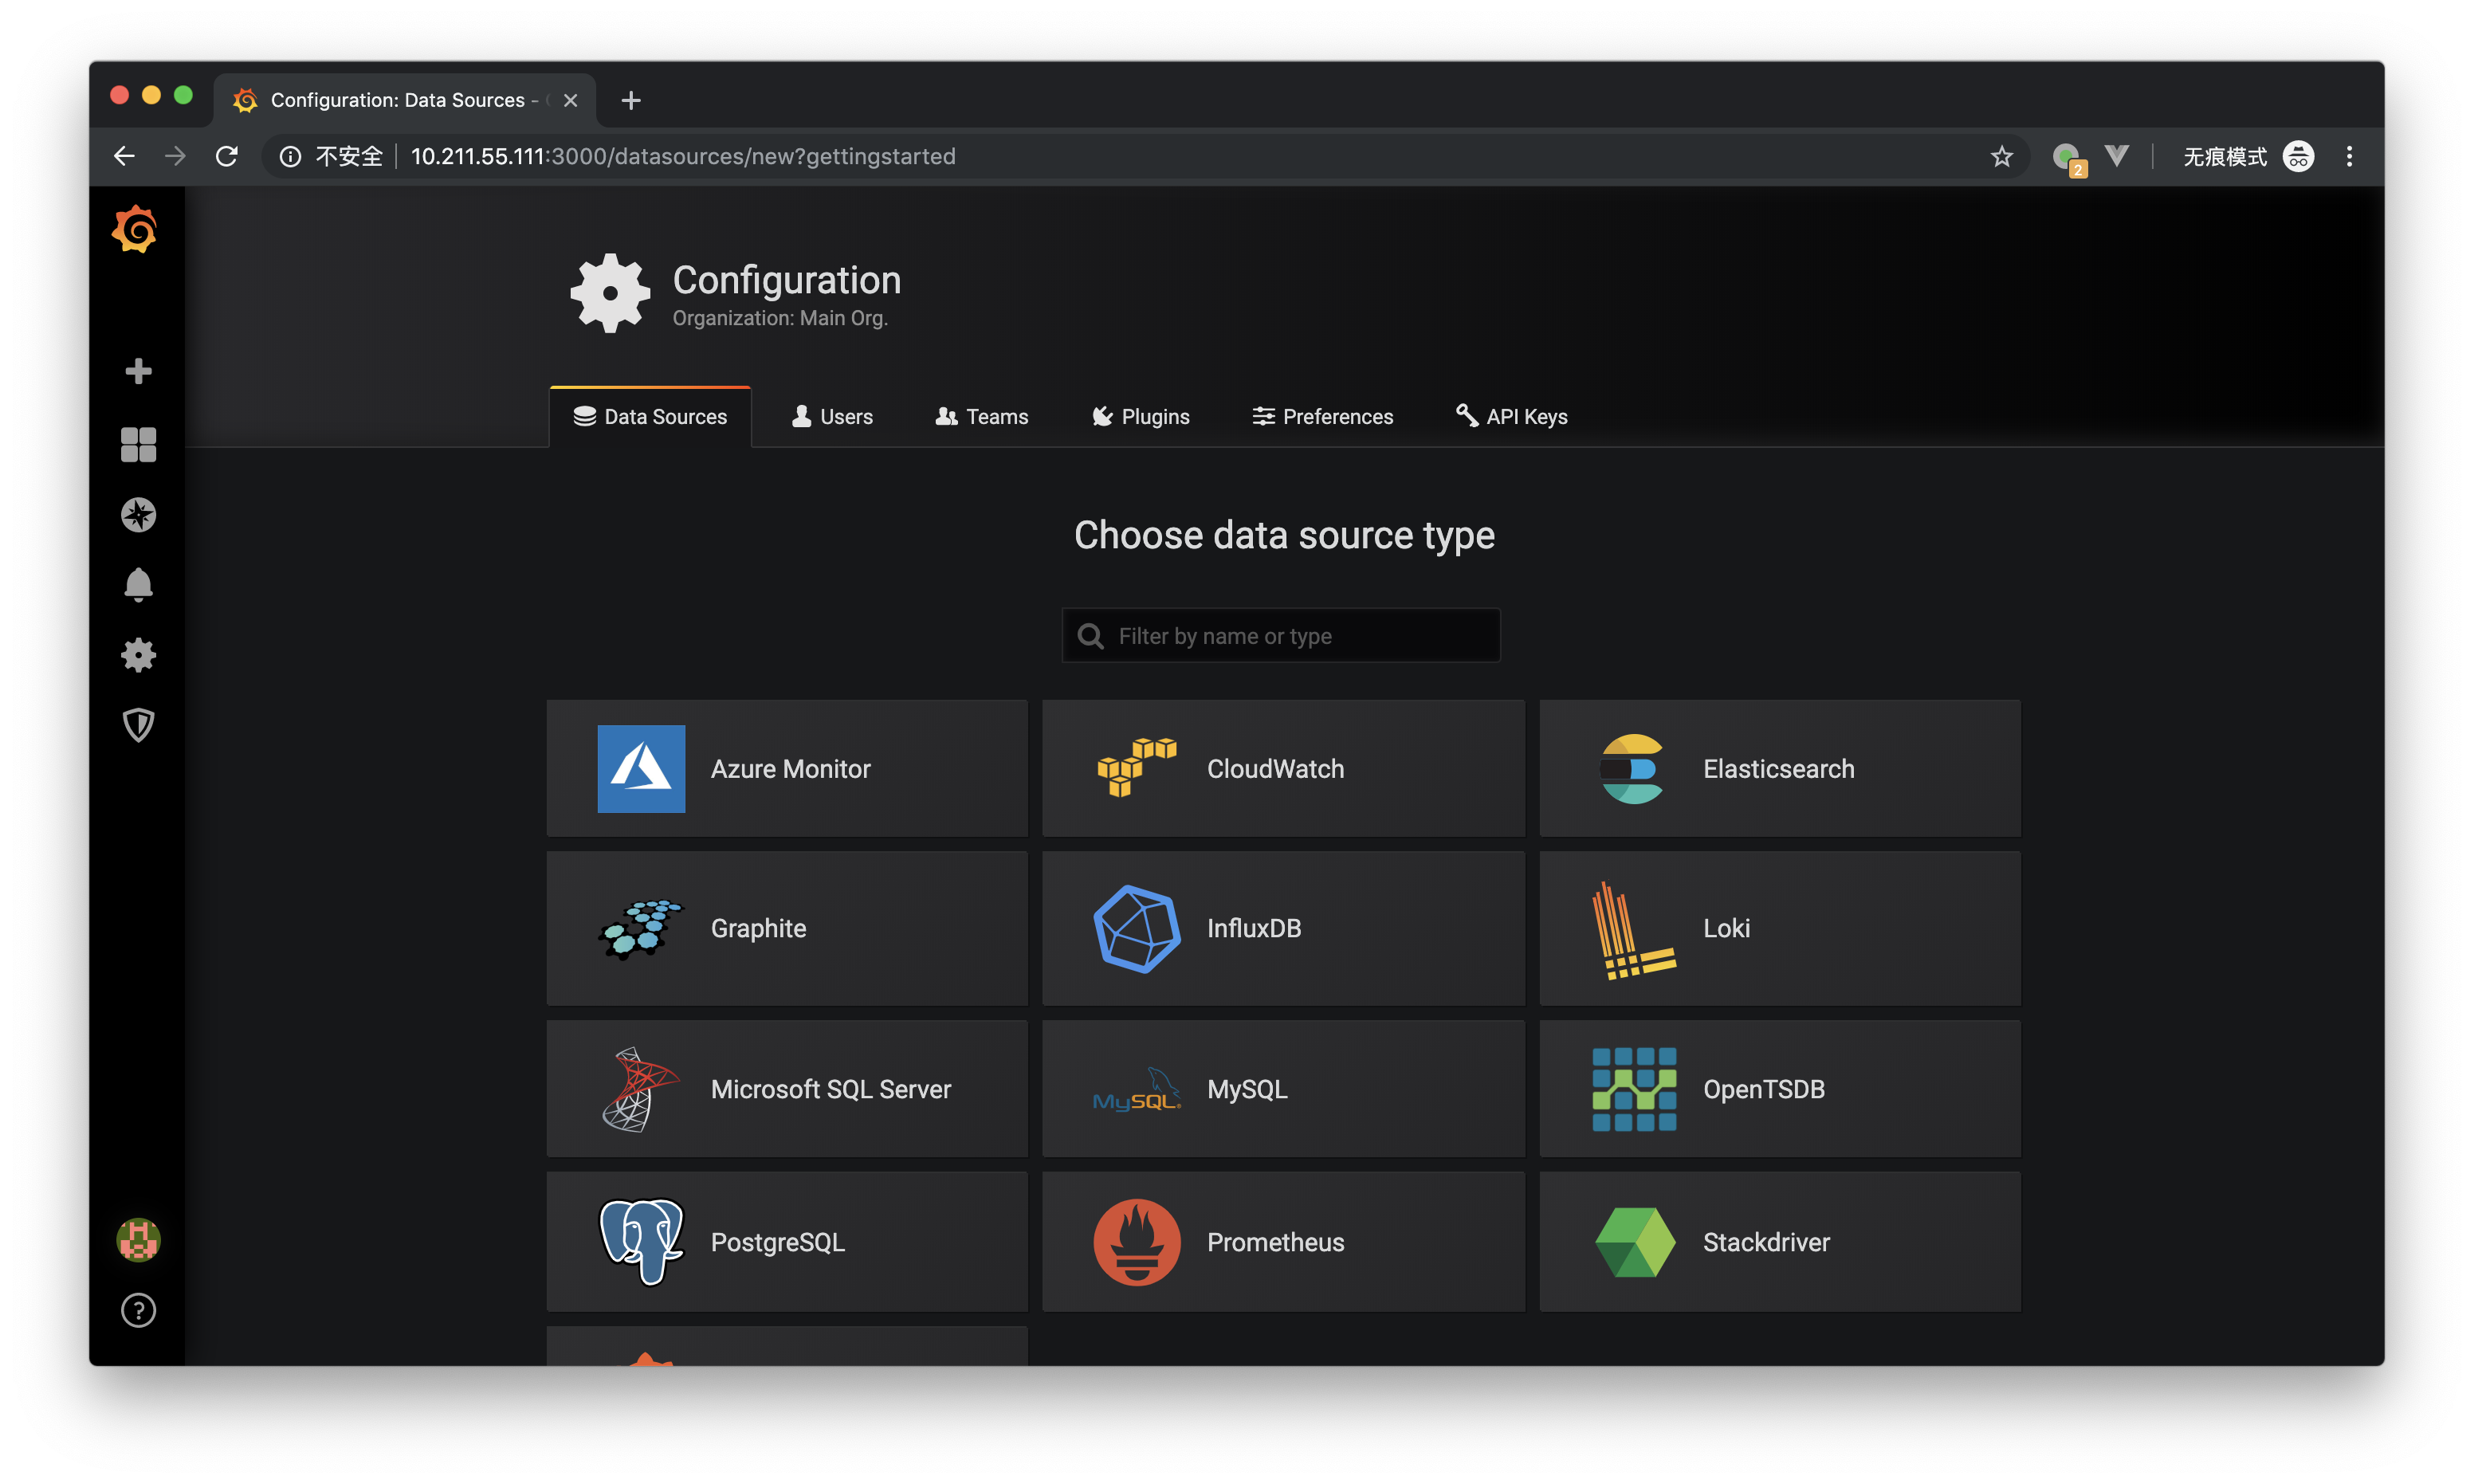 Configuration: Data Sources -
不安全 10.211.55.111:3000/datasources/new?gettingstarted
2
无痕模式
Configuration
Organization: Main Org.
Data Sources
Users
Teams
Plugins
Preferences
API Keys
Choose data source type
Filter by name or type
Azure Monitor
CloudWatch
Elasticsearch
Graphite
InfluxDB
Loki
Microsoft SQL Server
MySQL
MySQL
OpenTSDB
PostgreSQL
Prometheus
Stackdriver